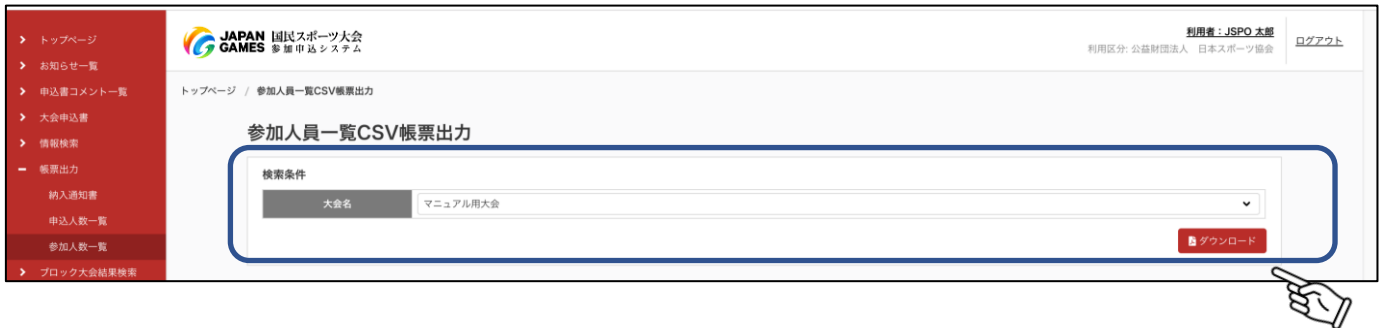 トップページ
お知らせ一覧
申込書コメント一覧
大会申込書
情報検索
帳票出力
納入通知書
申込人数一覧
参加人数一覧
ブロック大会結果検索
JAPAN GAMES
国民スポーツ大会
参加申込システム
利用者：JSPO 太郎
利用区分: 公益財団法人 日本スポーツ協会
ログアウト
トップページ / 参加人員一覧CSV帳票出力
参加人員一覧CSV帳票出力
検索条件
大会名 マニュアル用大会
ダウンロード